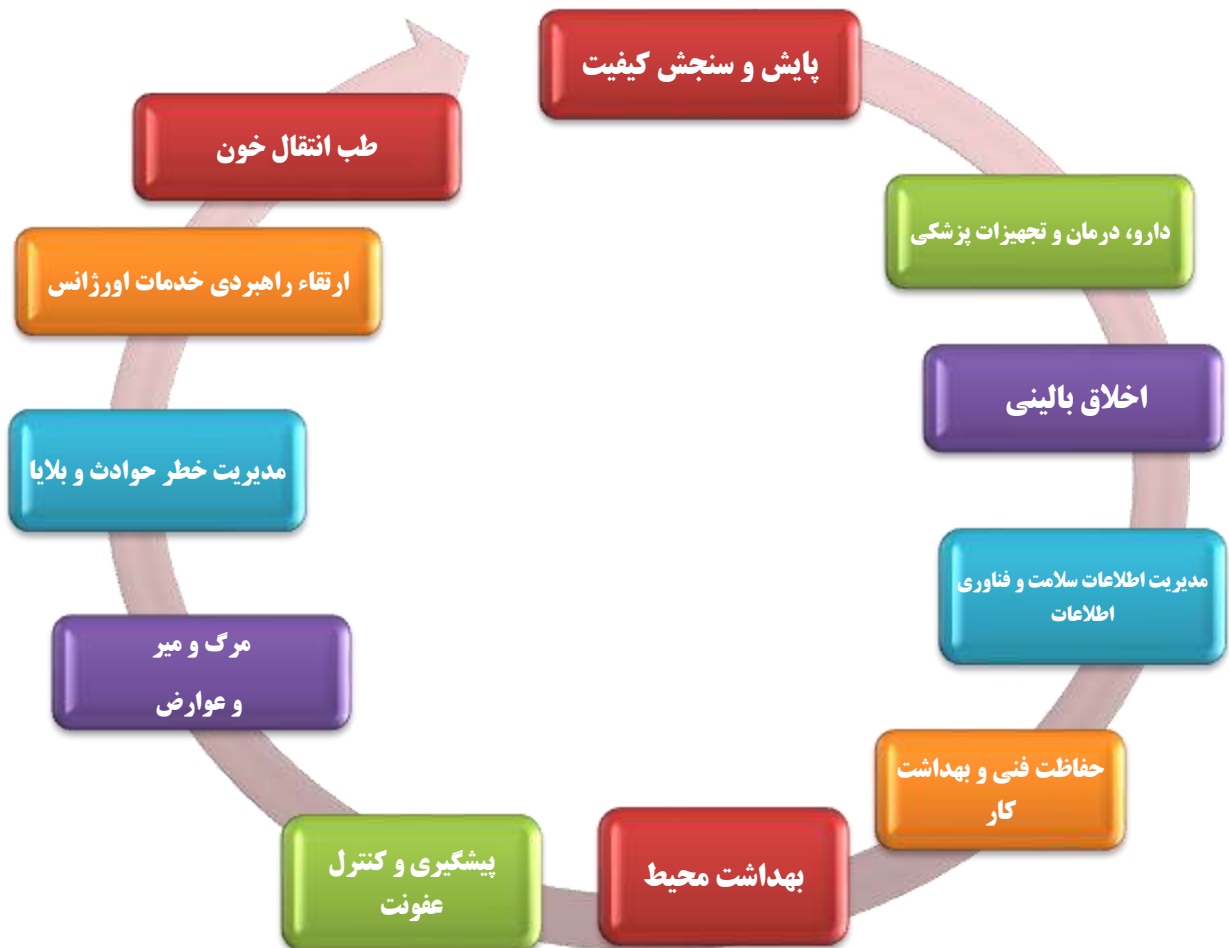 پایش و سنجش کیفیت
دارو، درمان و تجهیزات پزشکی
اخلاق بالینی
مدیریت اطلاعات سلامت و فناوری
اطلاعات
حفاظت فنی و بهداشت
کار
بهداشت محیط
پیشگیری و کنترل
عفونت
مرگ و میر
و عوارض
مدیریت خطر حوادث و بلایا
ارتقاء راهبردی خدمات اورژانس
طب انتقال خون